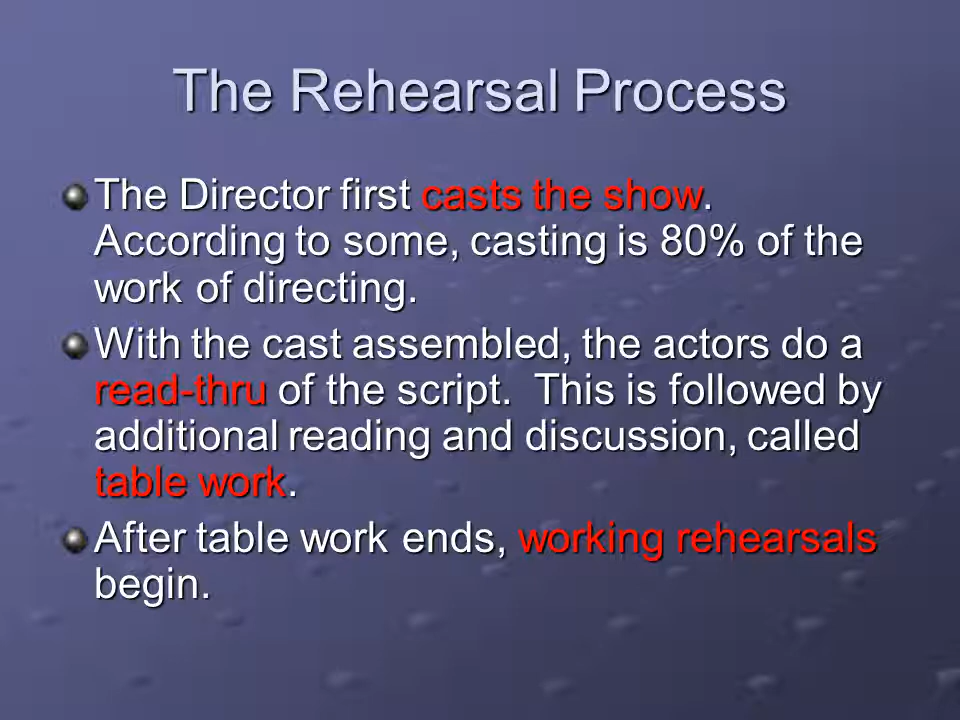 The Rehearsal Process
The Director first casts the show.
According to some, casting is 80% of the
work of directing.
With the cast assembled, the actors do a
read-thru of the script.  This is followed by
additional reading and discussion, called
table work.
After table work ends, working rehearsals
begin.